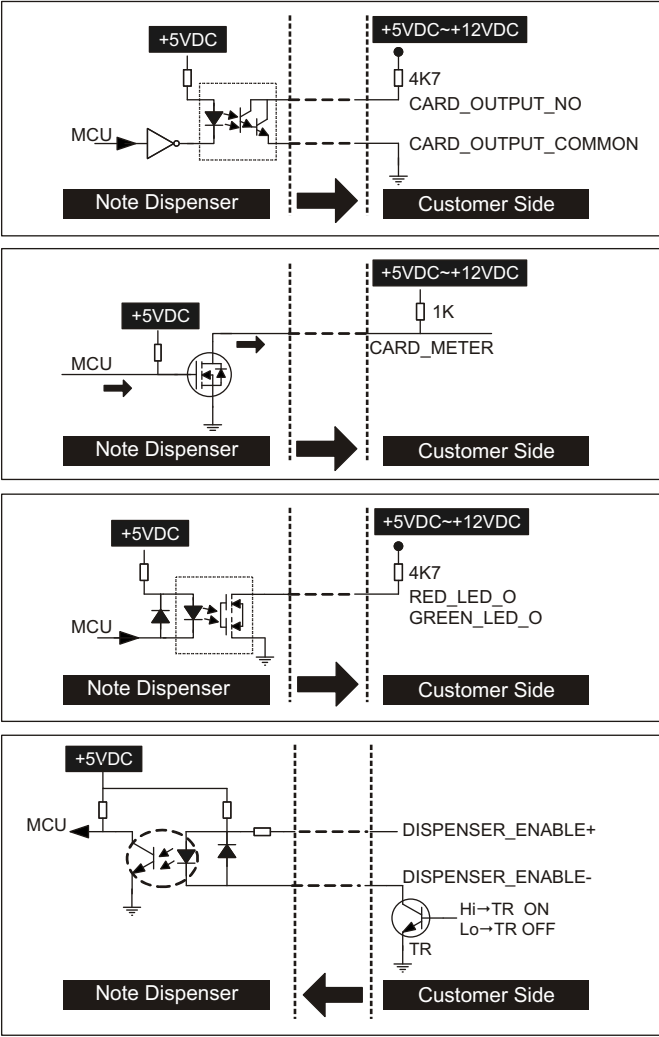 +5VDC
+5VDC~+12VDC
4K7
CARD_OUTPUT_NO
MCU
CARD_OUTPUT_COMMON
Note Dispenser
Customer Side
+5VDC~+12VDC
+5VDC
1K
CARD_METER
MCU
Note Dispenser
Customer Side
+5VDC~+12VDC
+5VDC
4K7
RED_LED_O
GREEN_LED_O
MCU
Note Dispenser
Customer Side
+5VDC
MCU
DISPENSER_ENABLE+
DISPENSER_ENABLE-
Hi→TR ON
Lo→TR OFF
TR
Note Dispenser
Customer Side